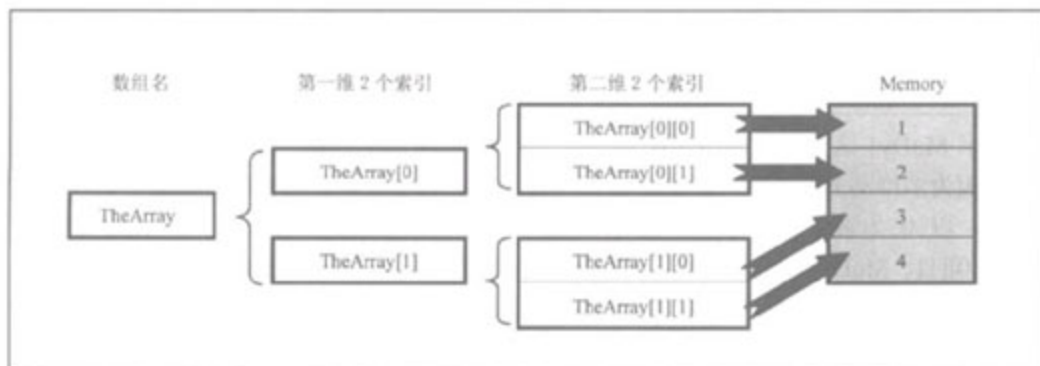 数组名 第一维 2 个索引 第二维 2 个索引 Memory
TheArray[0][0] 1
TheArray[0] TheArray[0][1] 2
TheArray 3
TheArray[1] TheArray[1][0] 4
TheArray[1][1]